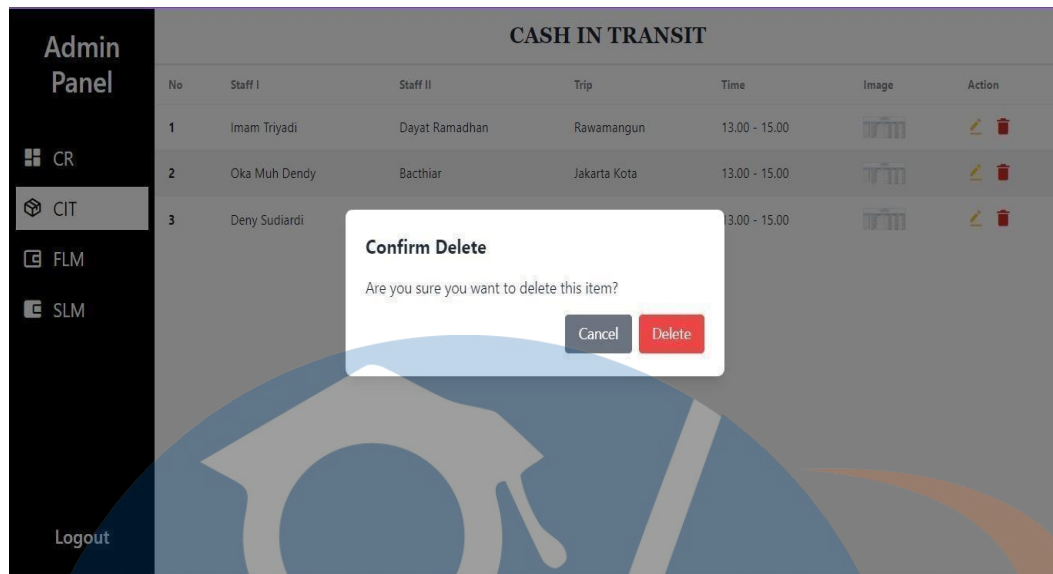 Admin
Panel
CR
CIT
FLM
SLM
Logout
CASH IN TRANSIT
No Staff I Staff II Trip Time Image Action
1 Imam Triyadi Dayat Ramadhan Rawamangun 13.00 - 15.00
2 Oka Muh Dendy Bacthiar Jakarta Kota 13.00 - 15.00
3 Deny Sudiardi 13.00 - 15.00
Confirm Delete
Are you sure you want to delete this item?
Cancel Delete